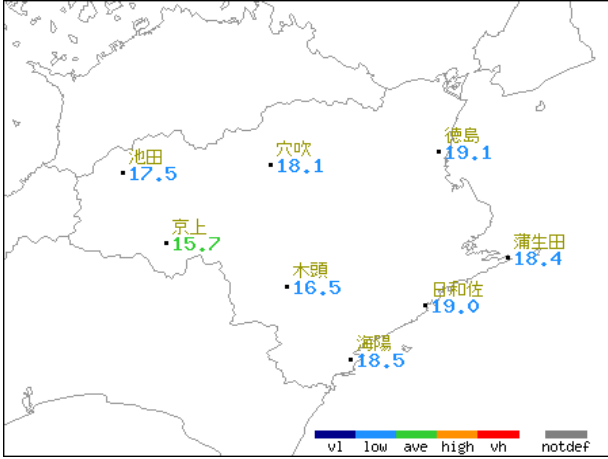 徳島
19.1
穴吹
18.1
池田
17.5
京上
15.7
蒲生田
18.4
木頭
16.5
日和佐
19.0
海陽
18.5
vl low ave high vh notdef